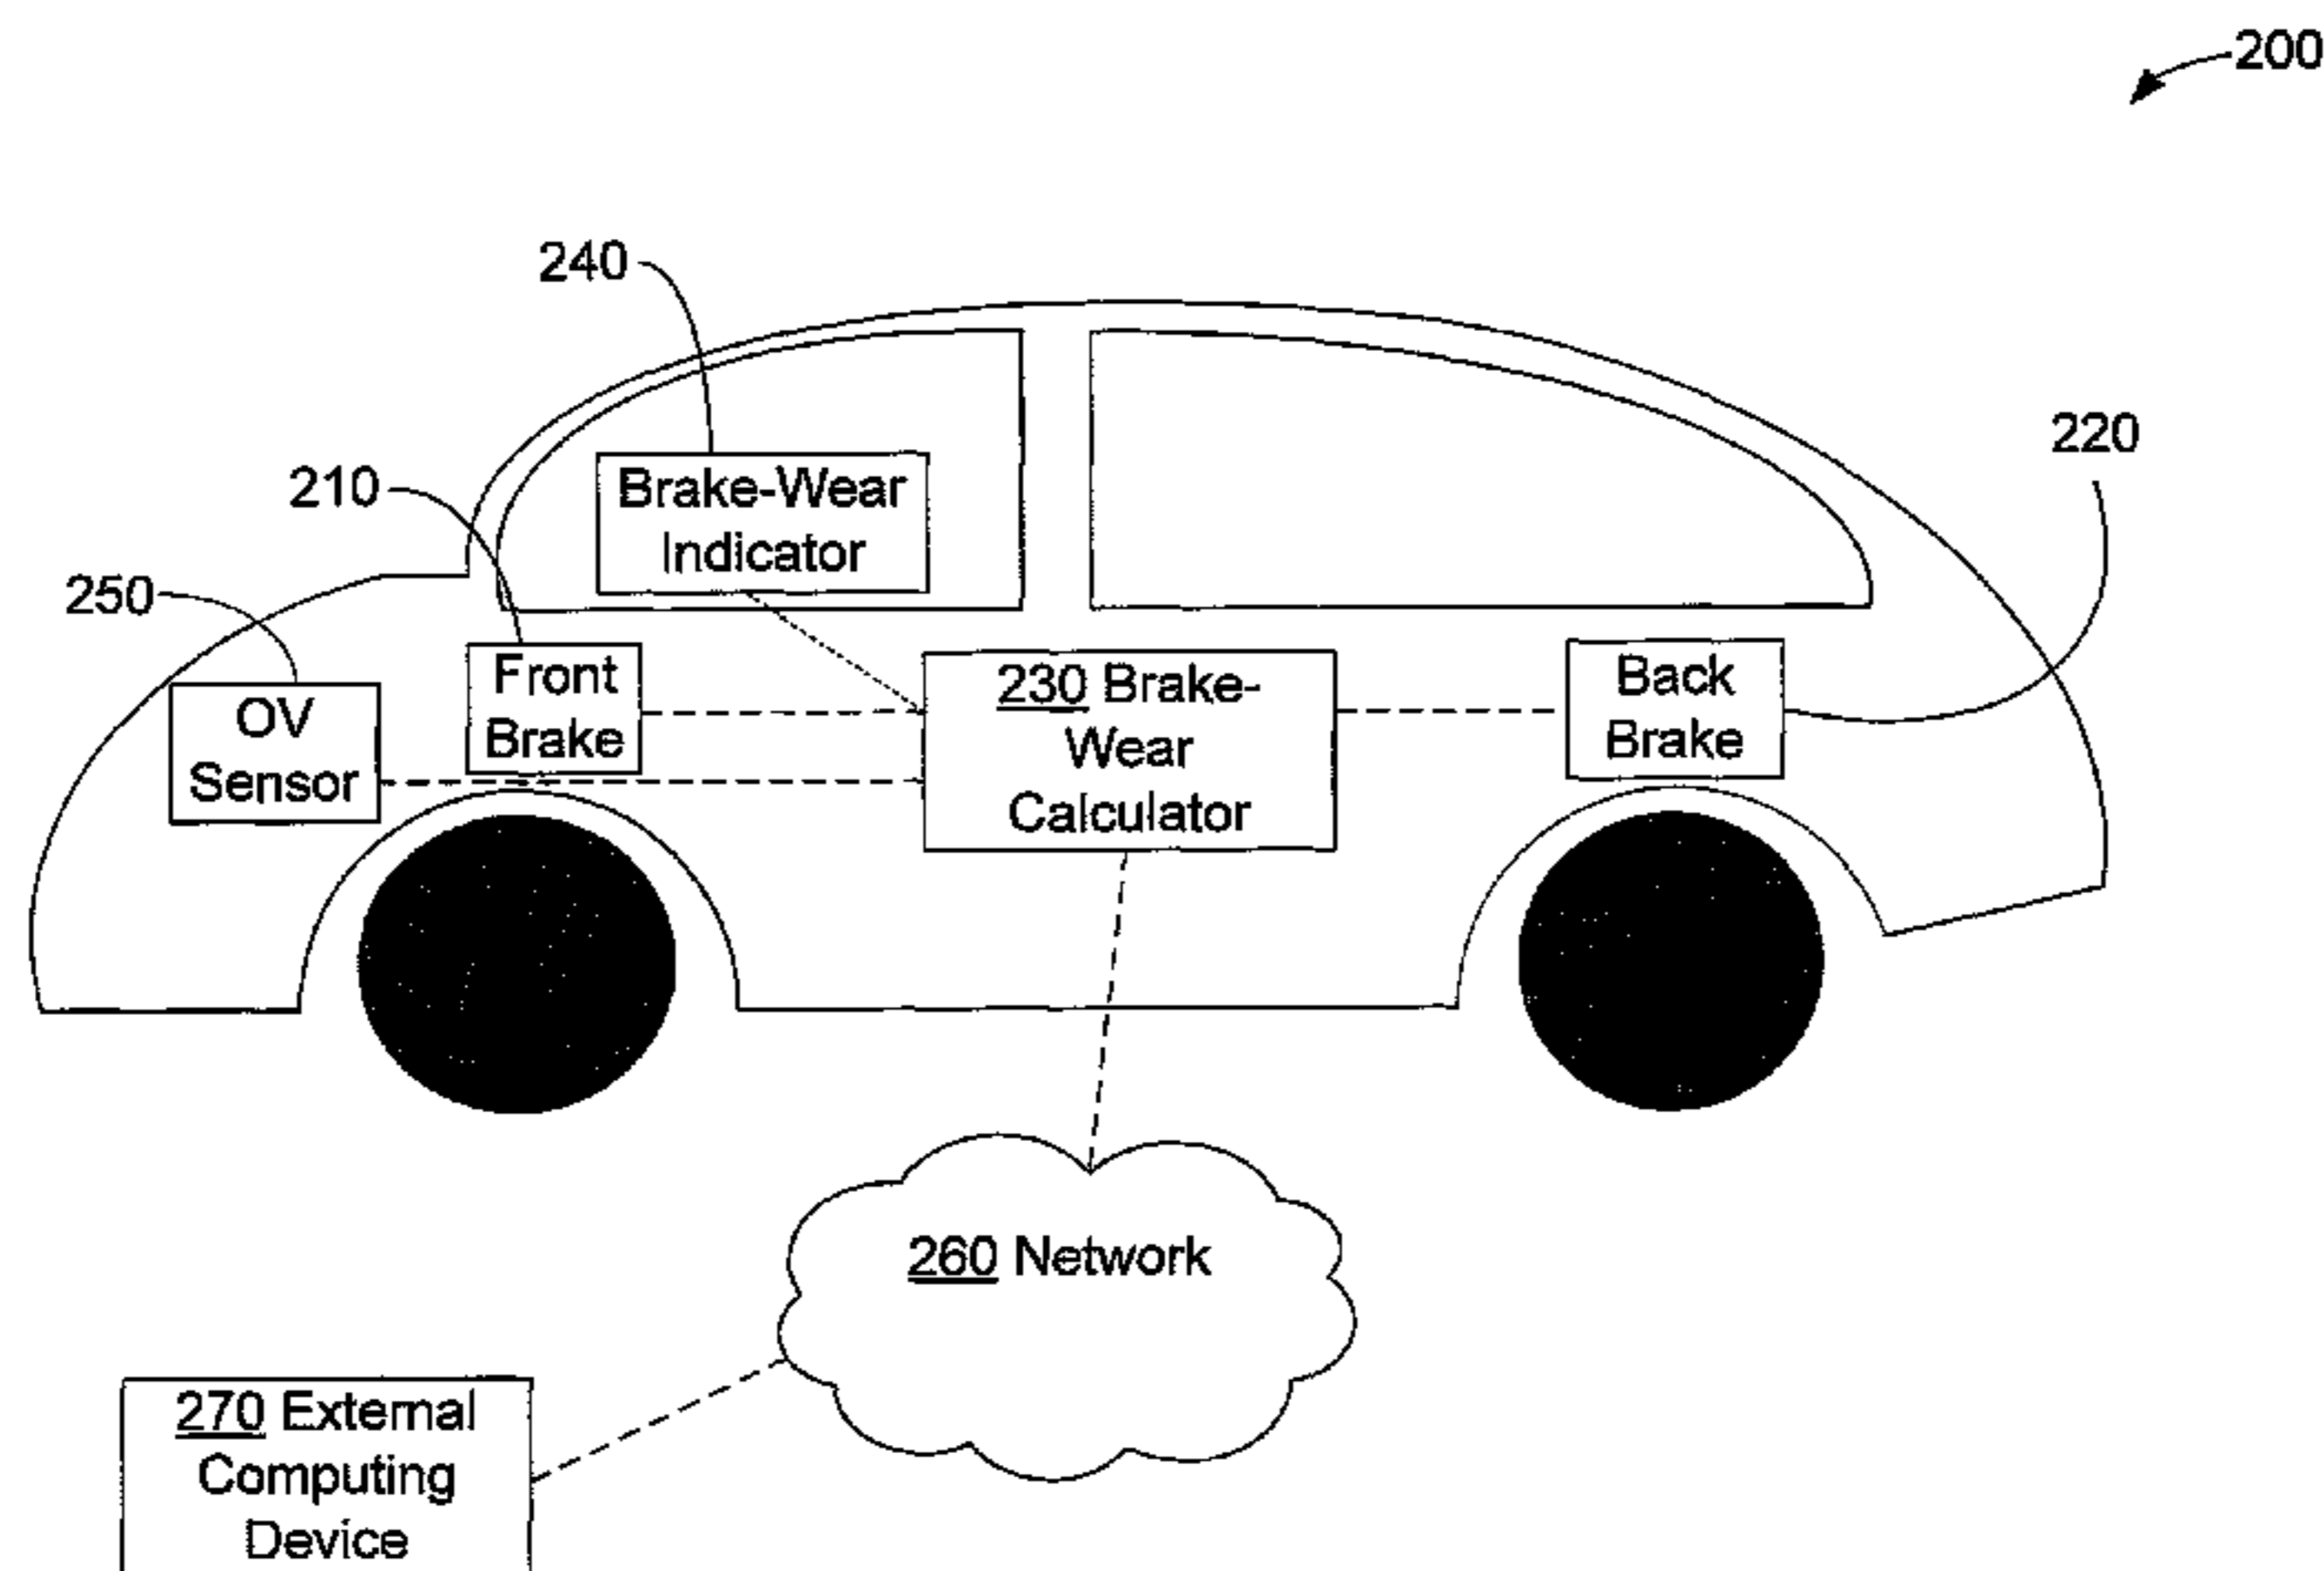 200
240
220
Brake-Wear
Indicator
210
250
Front
Brake
OV
Sensor
230 Brake-
Wear
Calculator
Back
Brake
260 Network
270 External
Computing
Device